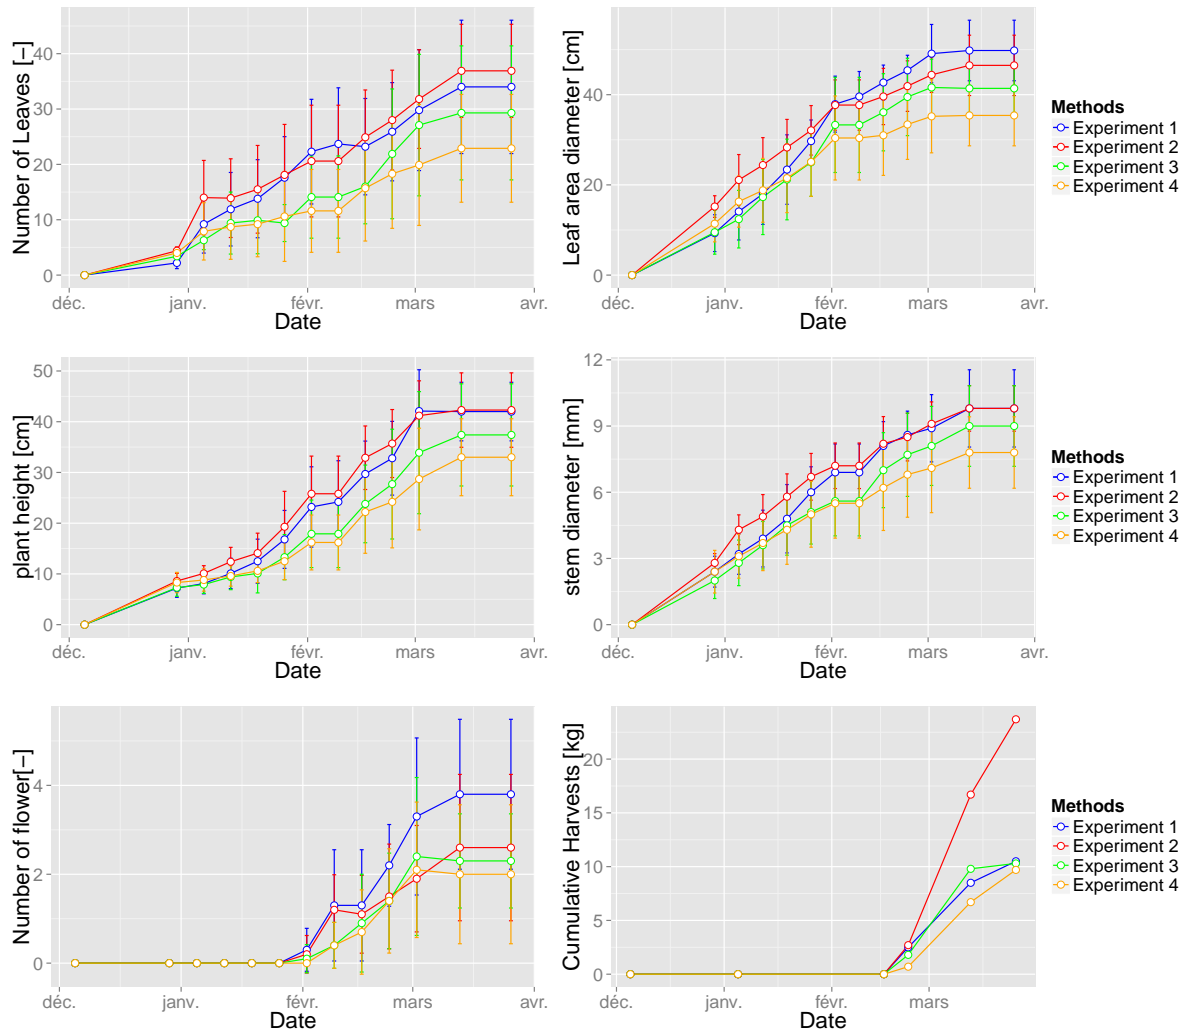 Number of Leaves [−]
40
30
20
10
0
déc.
janv.
févr.
mars
avr.
Date
Leaf area diameter [cm]
40
20
0
déc.
janv.
févr.
mars
avr.
Date
Methods
Experiment 1
Experiment 2
Experiment 3
Experiment 4
plant height [cm]
50
40
30
20
10
0
déc.
janv.
févr.
mars
avr.
Date
stem diameter [mm]
12
9
6
3
0
déc.
janv.
févr.
mars
avr.
Date
Methods
Experiment 1
Experiment 2
Experiment 3
Experiment 4
Number of flower[−]
4
2
0
déc.
janv.
févr.
mars
avr.
Date
Cumulative Harvests [kg]
20
15
10
5
0
déc.
janv.
févr.
mars
Date
Methods
Experiment 1
Experiment 2
Experiment 3
Experiment 4